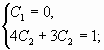 C₁ = 0,
4C₂ + 3C₂ = 1;